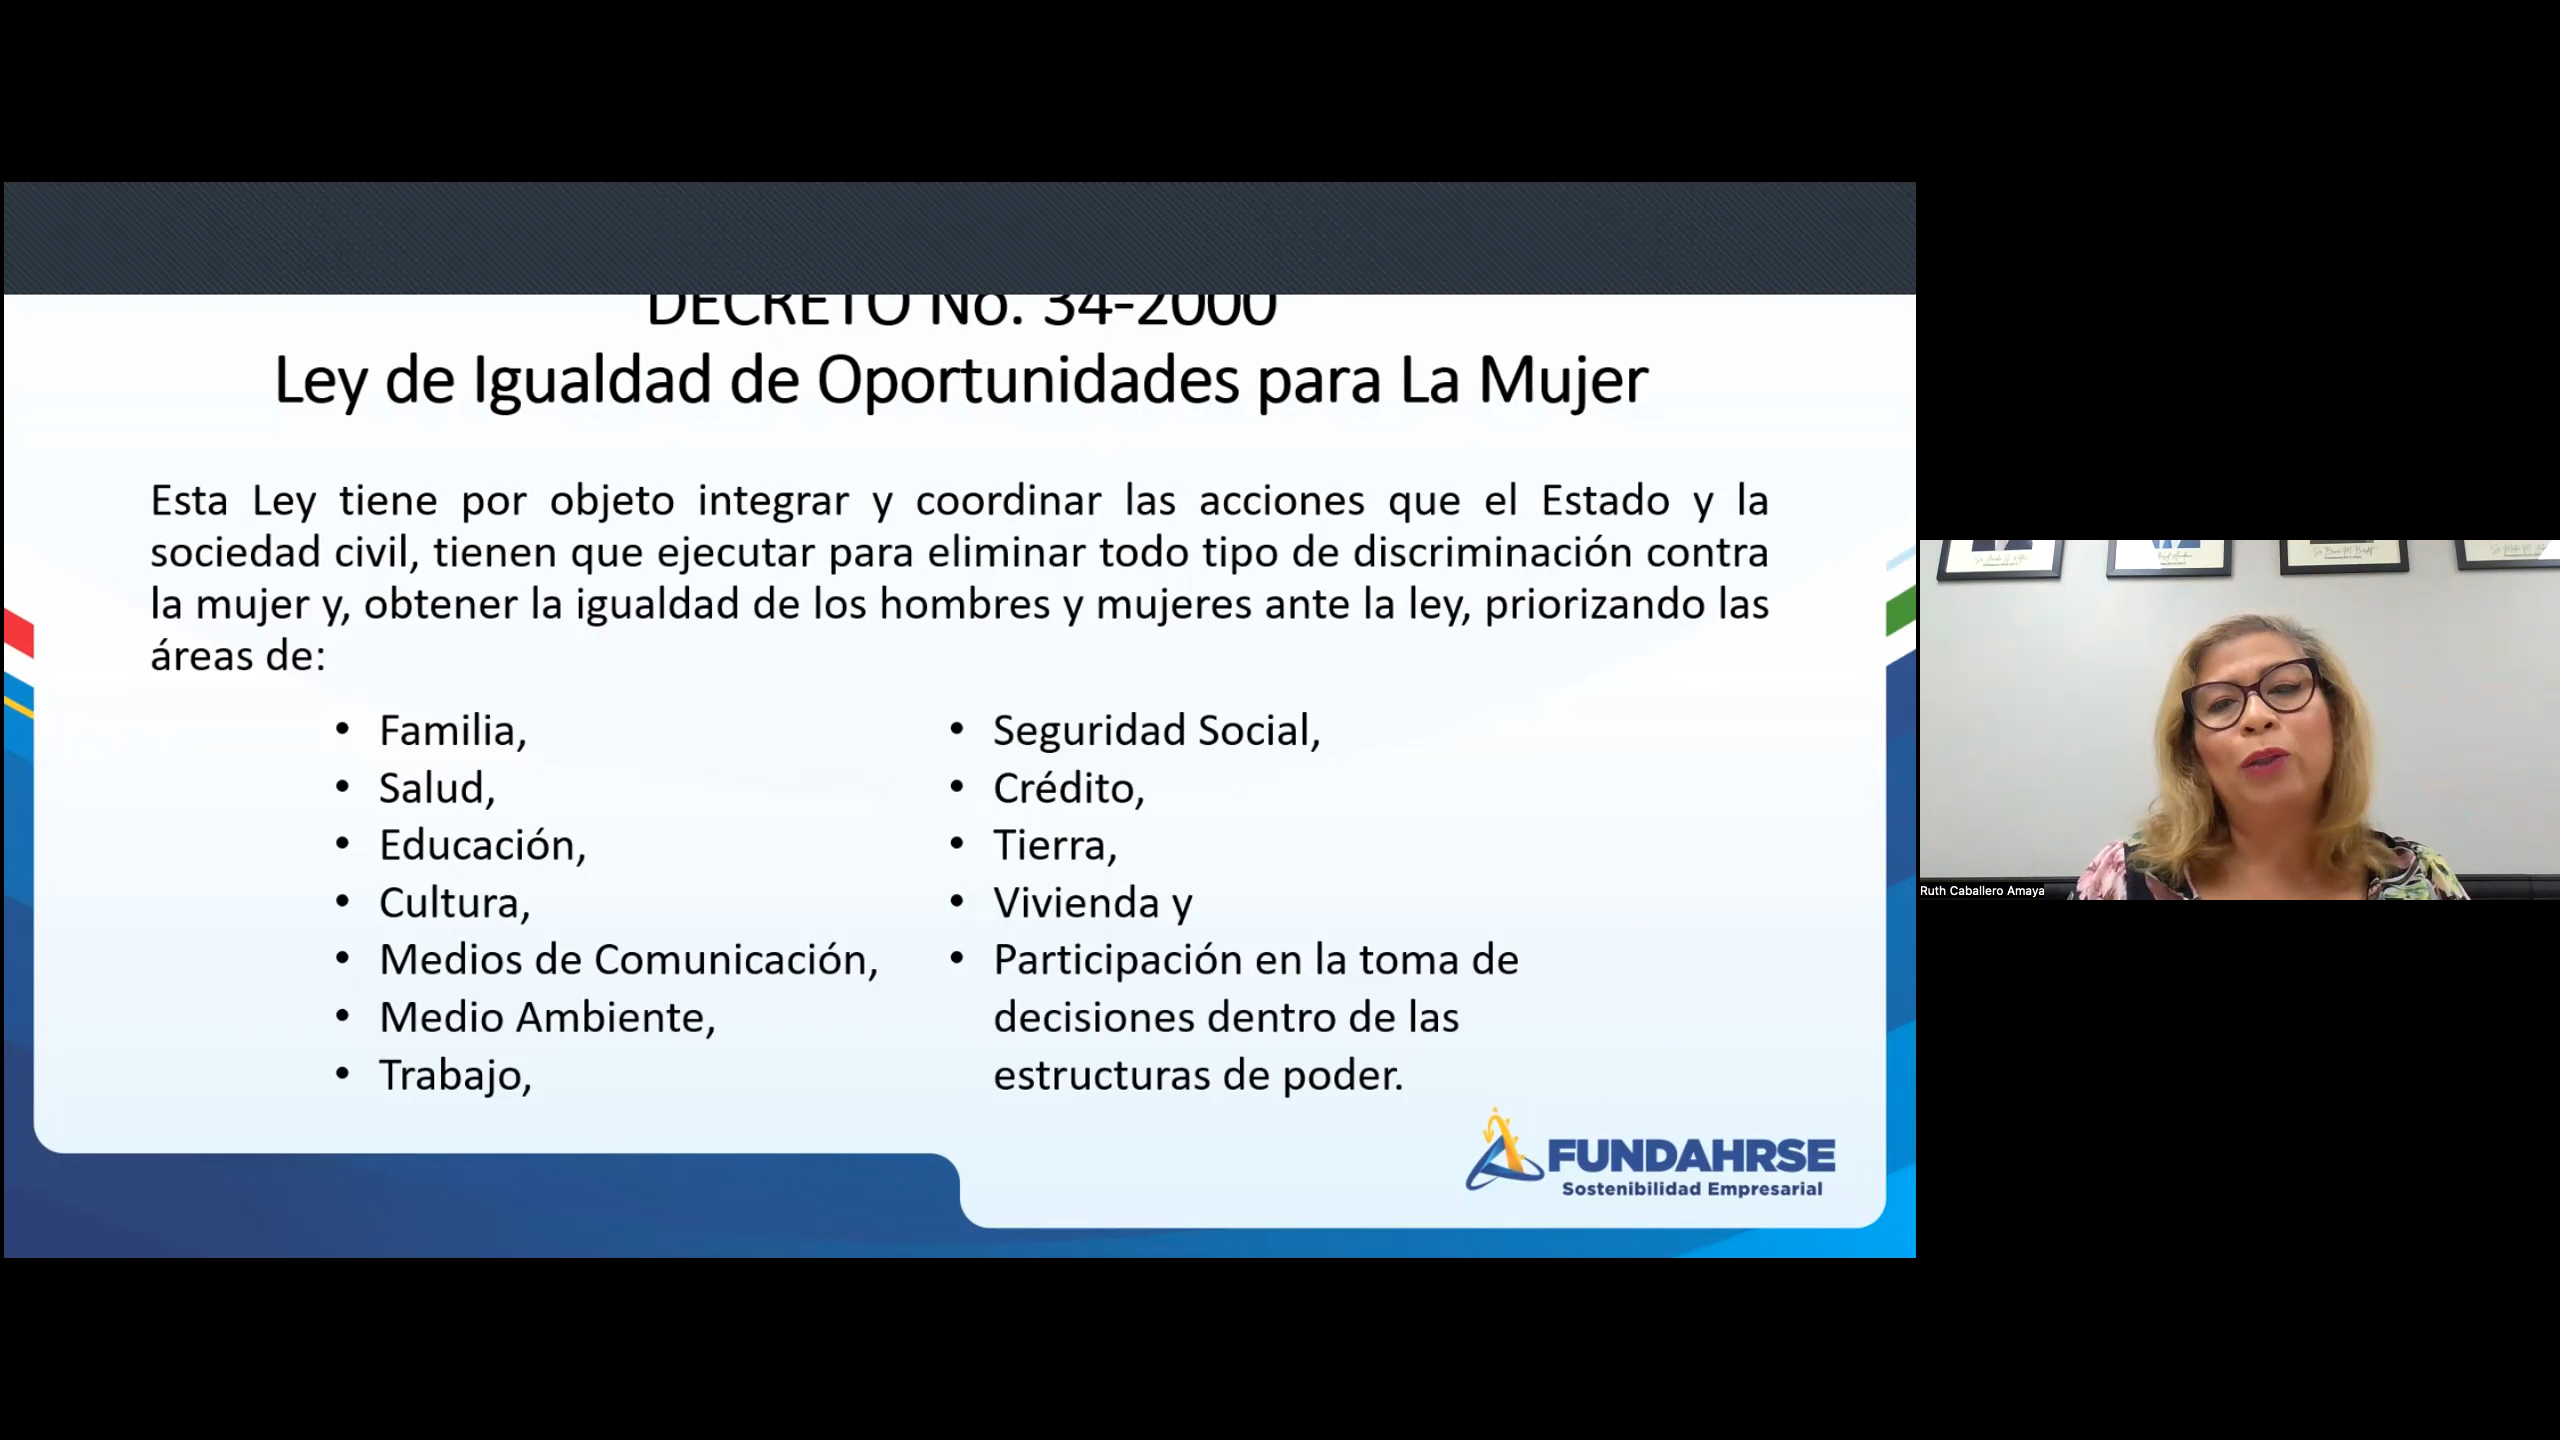 DECRETO No. 34-2000
Ley de Igualdad de Oportunidades para La Mujer
Esta Ley tiene por objeto integrar y coordinar las acciones que el Estado y la
sociedad civil, tienen que ejecutar para eliminar todo tipo de discriminación contra
la mujer y, obtener la igualdad de los hombres y mujeres ante la ley, priorizando las
áreas de:
• Familia,
• Salud,
• Educación,
• Cultura,
• Medios de Comunicación,
• Medio Ambiente,
• Trabajo,
• Seguridad Social,
• Crédito,
• Tierra,
• Vivienda y
• Participación en la toma de
decisiones dentro de las
estructuras de poder.
FUNDAHRSE
Sostenibilidad Empresarial
Ruth Caballero Amaya